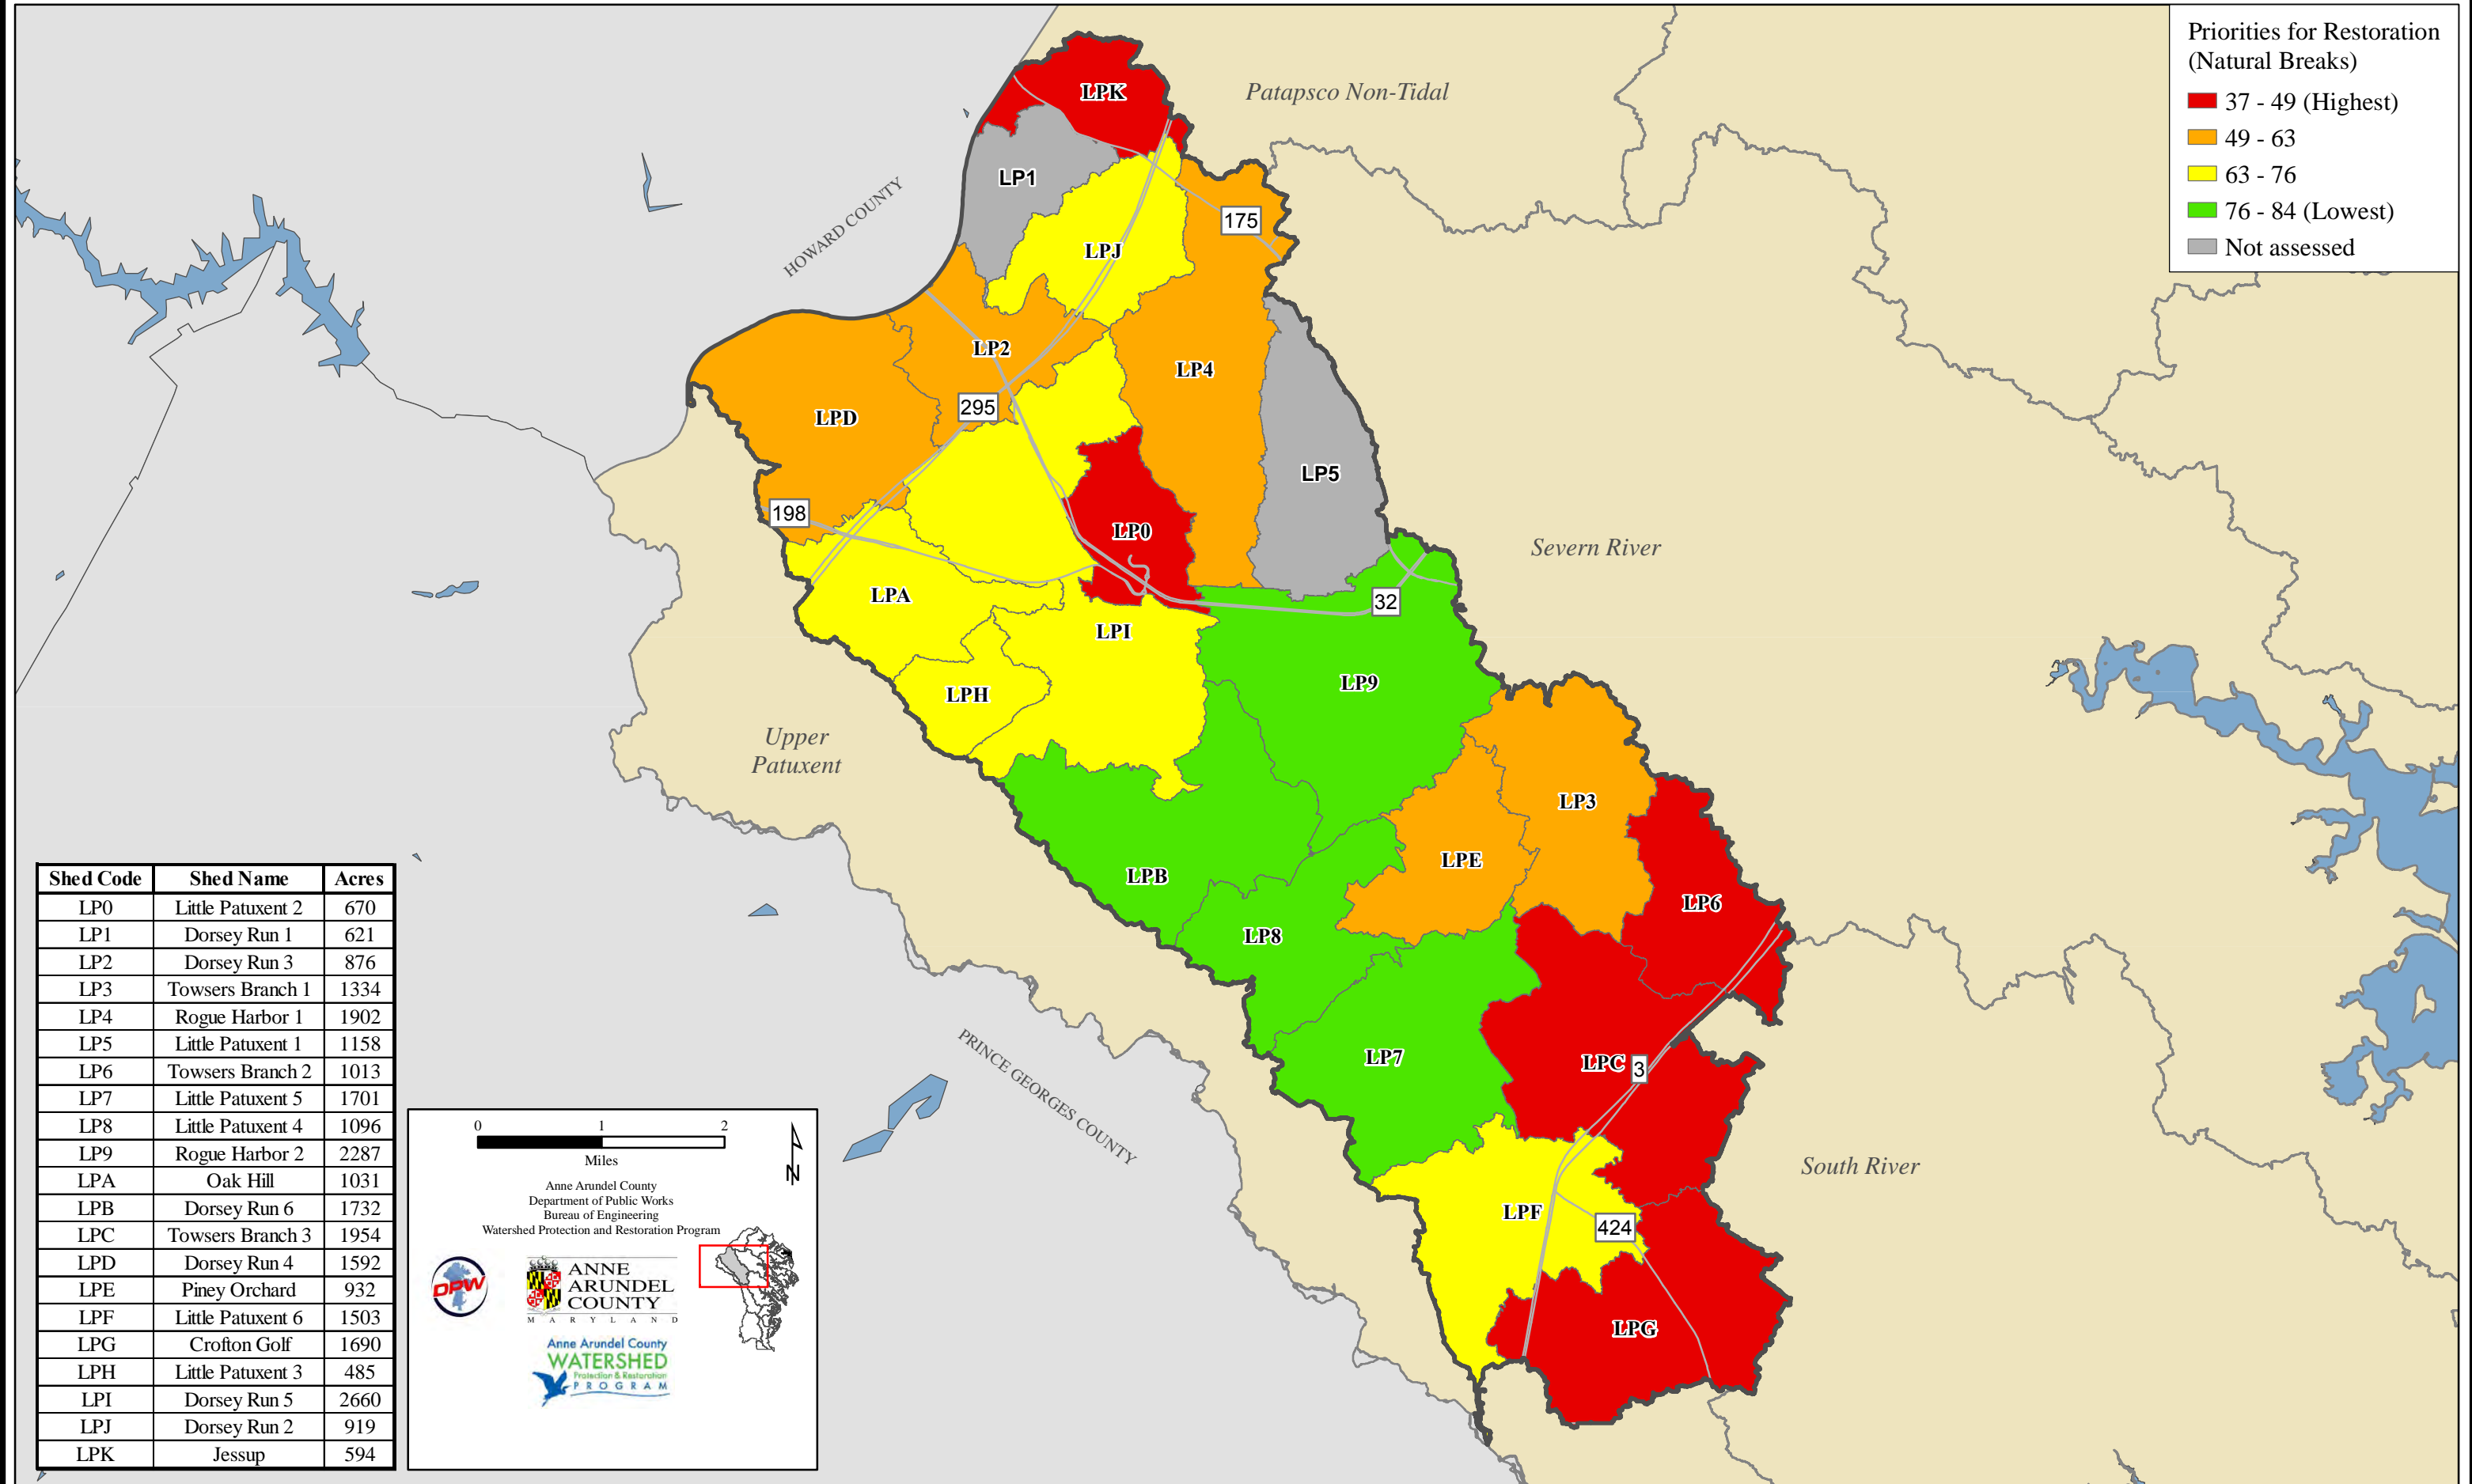 Priorities for Restoration
(Natural Breaks)
37 - 49 (Highest)
49 - 63
63 - 76
76 - 84 (Lowest)
Not assessed
Patapsco Non-Tidal
LPK
LP1
HOWARD COUNTY
175
LPJ
LP2
LP4
295
LPD
LP5
198
LP0
Severn River
LPA
32
LPI
LP9
LPH
Upper
Patuxent
LP3
LPE
LPB
LP6
LP8
LP7
LPC
3
PRINCE GEORGES COUNTY
South River
LPF
424
LPG
Shed Code Shed Name Acres
LP0 Little Patuxent 2 670
LP1 Dorsey Run 1 621
LP2 Dorsey Run 3 876
LP3 Towsers Branch 1 1334
LP4 Rogue Harbor 1 1902
LP5 Little Patuxent 1 1158
LP6 Towsers Branch 2 1013
LP7 Little Patuxent 5 1701
LP8 Little Patuxent 4 1096
LP9 Rogue Harbor 2 2287
LPA Oak Hill 1031
LPB Dorsey Run 6 1732
LPC Towsers Branch 3 1954
LPD Dorsey Run 4 1592
LPE Piney Orchard 932
LPF Little Patuxent 6 1503
LPG Crofton Golf 1690
LPH Little Patuxent 3 485
LPI Dorsey Run 5 2660
LPJ Dorsey Run 2 919
LPK Jessup 594
0 1 2
Miles
N
Anne Arundel County
Department of Public Works
Bureau of Engineering
Watershed Protection and Restoration Program
DPW
ANNE
ARUNDEL
COUNTY
MARYLAND
Anne Arundel County
WATERSHED
Protection & Restoration
PROGRAM